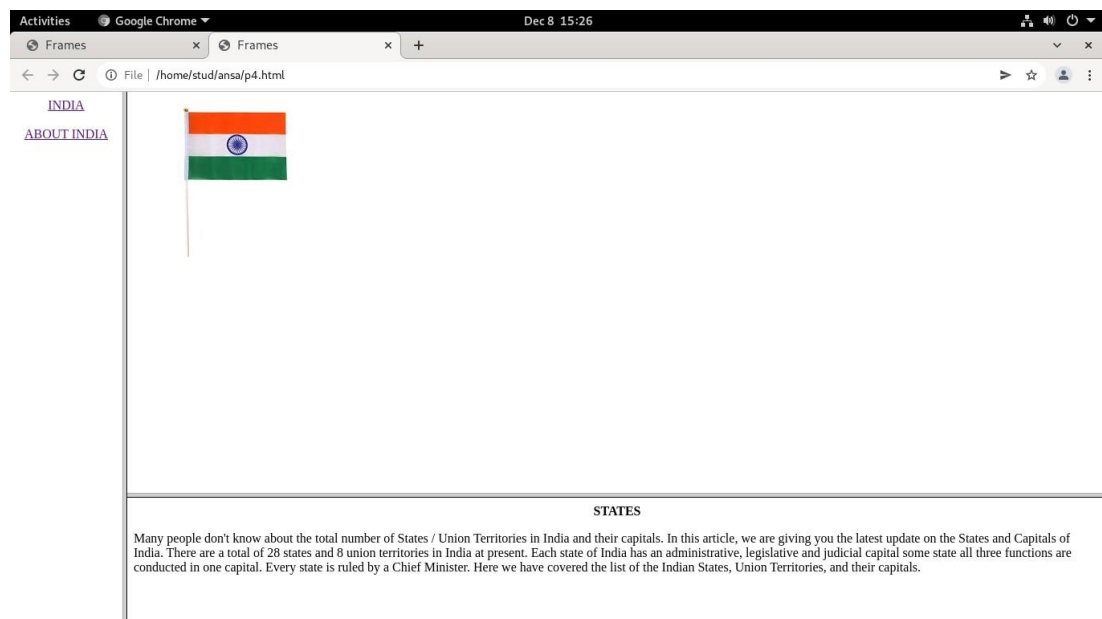 Activities Google Chrome Dec 8 15:26
Frames Frames
File /home/stud/ansa/p4.html
INDIA
ABOUT INDIA
STATES
Many people don't know about the total number of States / Union Territories in India and their capitals. In this article, we are giving you the latest update on the States and Capitals of
India. There are a total of 28 states and 8 union territories in India at present. Each state of India has an administrative, legislative and judicial capital some state all three functions are
conducted in one capital. Every state is ruled by a Chief Minister. Here we have covered the list of the Indian States, Union Territories, and their capitals.